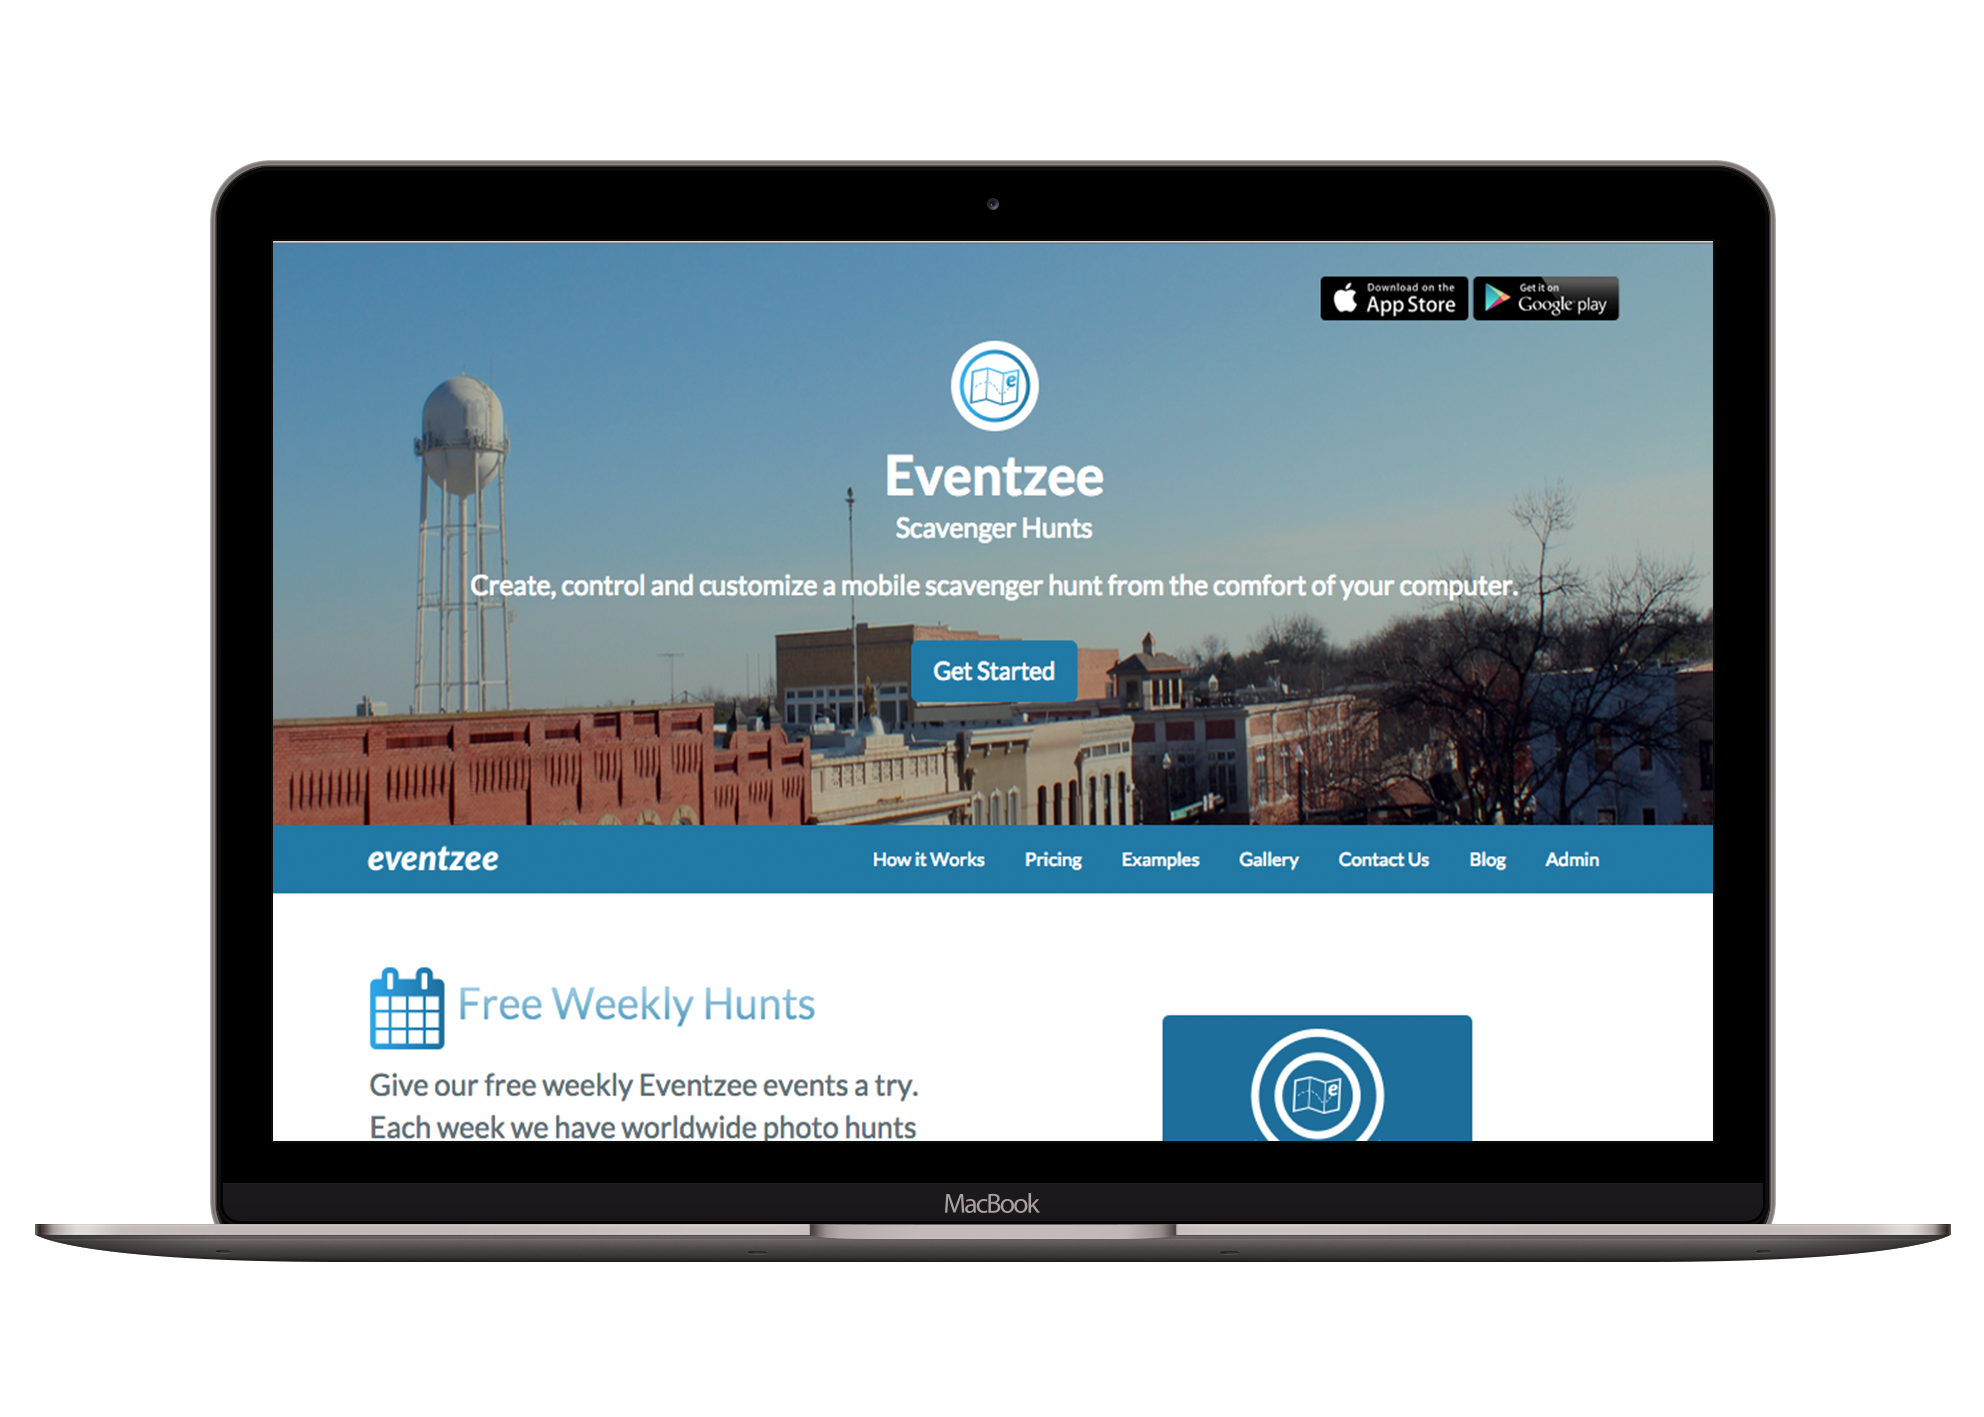 Download on the
App Store
Get it on
Google play
e
Eventzee
Scavenger Hunts
Create, control and customize a mobile scavenger hunt from the comfort of your computer.
Get Started
eventzee
How it Works Pricing Examples Gallery Contact Us Blog Admin
Free Weekly Hunts
Give our free weekly Eventzee events a try.
Each week we have worldwide photo hunts
e
MacBook